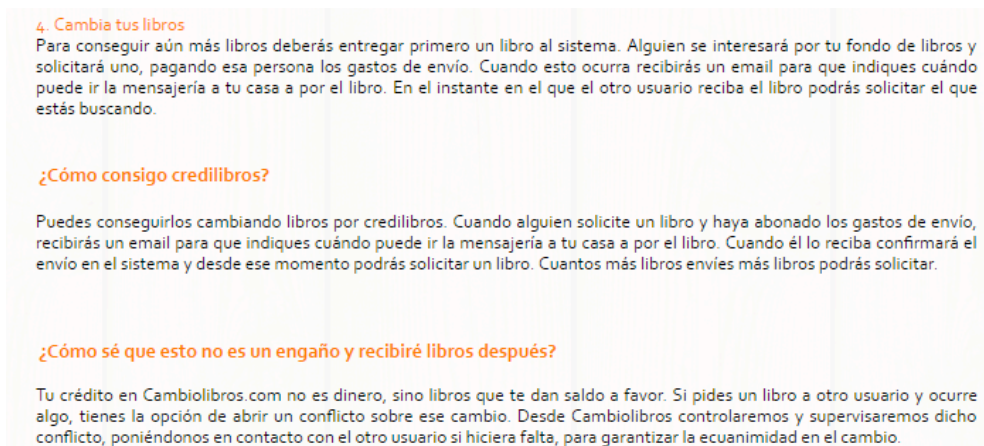 4. Cambia tus libros
Para conseguir aún más libros deberás entregar primero un libro al sistema. Alguien se interesará por tu fondo de libros y
solicitará uno, pagando esa persona los gastos de envío. Cuando esto ocurra recibirás un email para que indiques cuándo
puede ir la mensajería a tu casa a por el libro. En el instante en el que el otro usuario reciba el libro podrás solicitar el que
estás buscando.
¿Cómo consigo credilibros?
Puedes conseguirlos cambiando libros por credilibros. Cuando alguien solicite un libro y haya abonado los gastos de envío,
recibirás un email para que indiques cuándo puede ir la mensajería a tu casa a por el libro. Cuando él lo reciba confirmará el
envío en el sistema y desde ese momento podrás solicitar un libro. Cuantos más libros envíes más libros podrás solicitar.
¿Cómo sé que esto no es un engaño y recibiré libros después?
Tu crédito en Cambiolibros.com no es dinero, sino libros que te dan saldo a favor. Si pides un libro a otro usuario y ocurre
algo, tienes la opción de abrir un conflicto sobre ese cambio. Desde Cambiolibros controlaremos y supervisaremos dicho
conflicto, poniéndonos en contacto con el otro usuario si hiciera falta, para garantizar la ecuanimidad en el cambio.